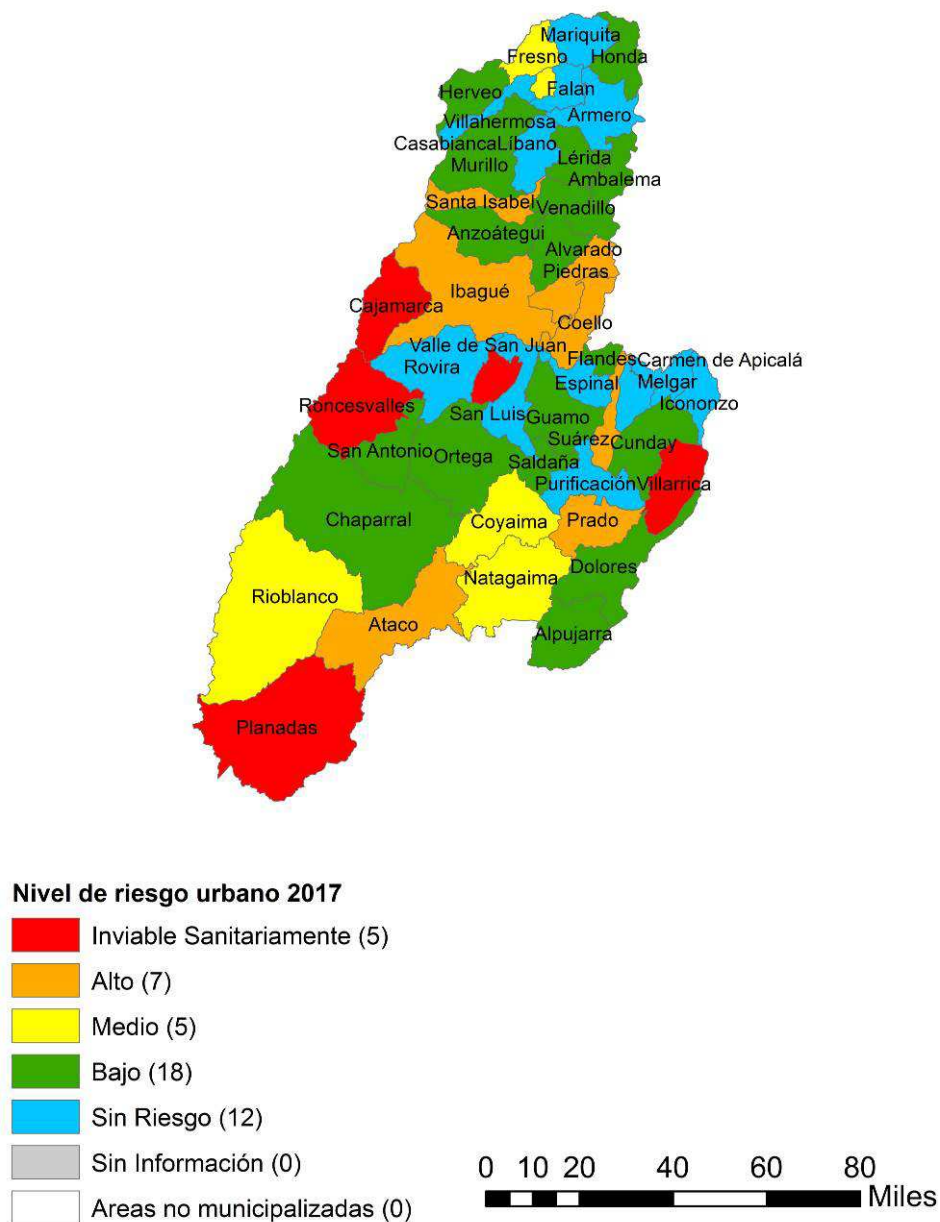 Mariquita
Fresno
Honda
Herveo
Falan
Villahermosa
Armero
Casabianca
Líbano
Murillo
Lérida
Ambalema
Santa Isabel
Venadillo
Anzoátegui
Alvarado
Piedras
Ibagué
Cajamarca
Coello
Valle de San Juan
Flandes
Carmen de Apicalá
Rovira
Espinal
Melgar
Icononzo
Roncesvalles
San Luis
Guamo
Suárez
Cunday
San Antonio
Ortega
Saldaña
Purificación
Villarrica
Chaparral
Coyaima
Prado
Dolores
Natagaima
Rioblanco
Ataco
Alpujarra
Planadas
Nivel de riesgo urbano 2017
Inviable Sanitariamente (5)
Alto (7)
Medio (5)
Bajo (18)
Sin Riesgo (12)
Sin Información (0)
Areas no municipalizadas (0)
0 10 20 40 60 80
Miles